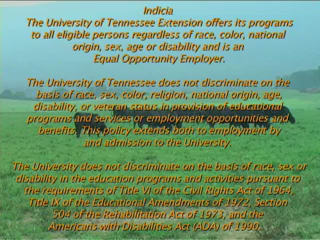 Indicia
The University of Tennessee Extension offers its programs
to all eligible persons regardless of race, color, national
origin, sex, age or disability and is an
Equal Opportunity Employer.
The University of Tennessee does not discriminate on the
basis of race, sex, color, religion, national origin, age,
disability, or veteran status in provision of educational
programs and services or employment opportunities and
benefits. This policy extends both to employment by
and admission to the University.
The University does not discriminate on the basis of race, sex or
disability in the education programs and activities pursuant to
the requirements of Title VI of the Civil Rights Act of 1964,
Title IX of the Educational Amendments of 1972, Section
504 of the Rehabilitation Act of 1973, and the
Americans with Disabilities Act (ADA) of 1990.